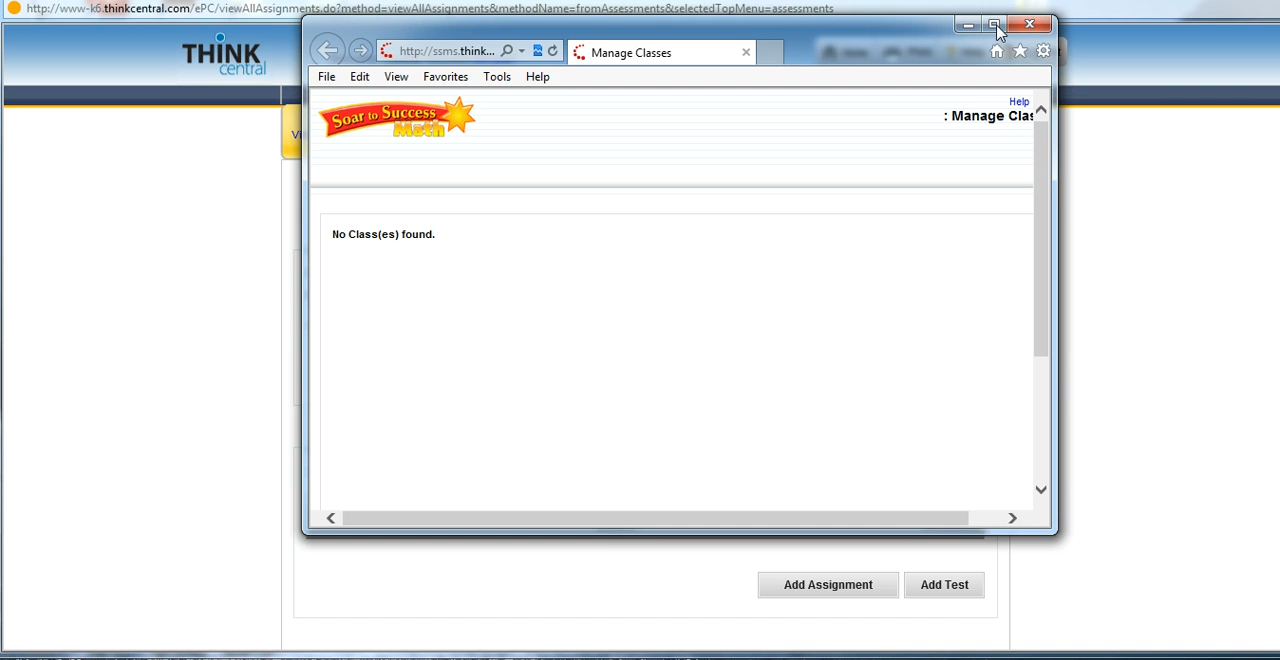 http://www-k6.thinkcentral.com/ePC/viewAllAssignments.do?method=viewAllAssignments&methodName=fromAssessments&selectedTopMenu=assessments
THINK
central
http://ssms.think...
Manage Classes
File Edit View Favorites Tools Help
Soar to Success
Math
Help
: Manage Clas
Vi
No Class(es) found.
Add Assignment Add Test